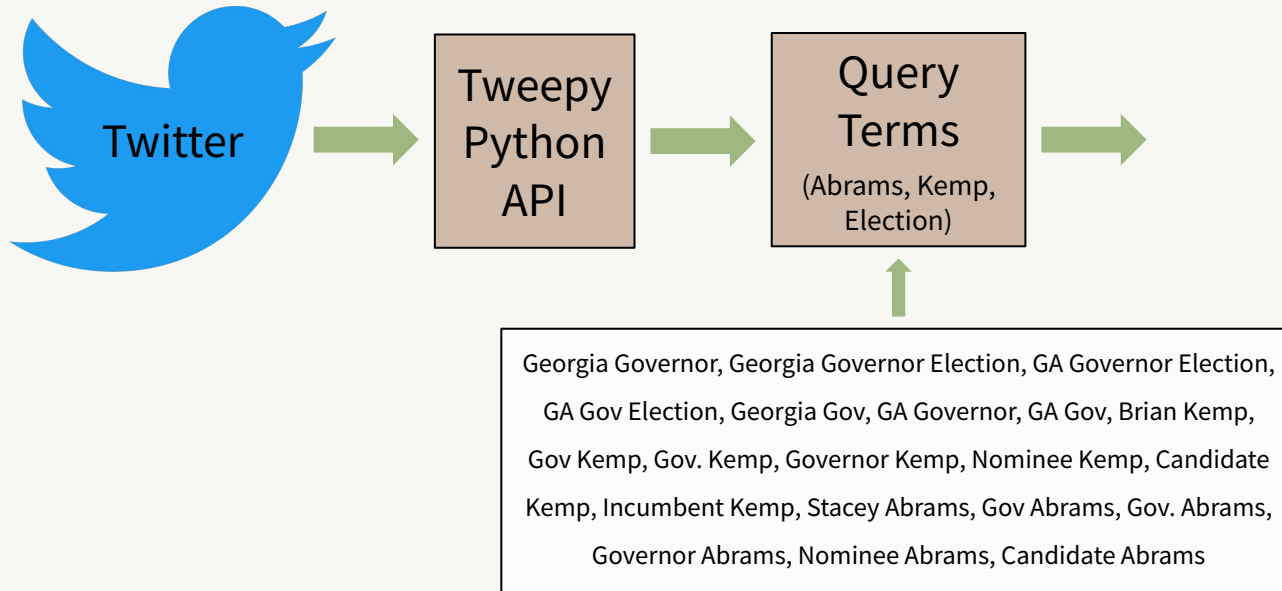 Twitter
Tweepy
Python
API
Query
Terms
(Abrams, Kemp,
Election)
Georgia Governor, Georgia Governor Election, GA Governor Election,
GA Gov Election, Georgia Gov, GA Governor, GA Gov, Brian Kemp,
Gov Kemp, Gov. Kemp, Governor Kemp, Nominee Kemp, Candidate
Kemp, Incumbent Kemp, Stacey Abrams, Gov Abrams, Gov. Abrams,
Governor Abrams, Nominee Abrams, Candidate Abrams